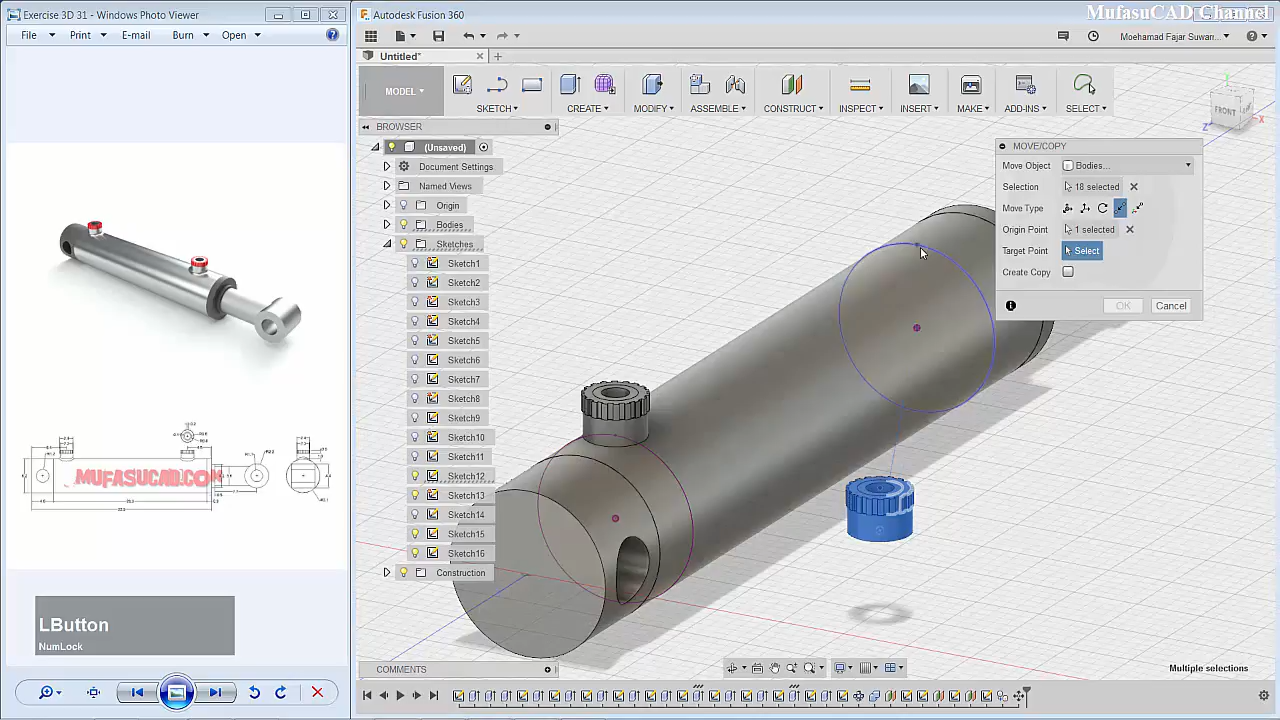 Exercise 3D 31 - Windows Photo Viewer
File Print E-mail Burn Open
MUFASUCAD.COM
LButton
NumLock
Autodesk Fusion 360
MufasuCAD Channel
Moehamad Fajar Suwan...
Untitled*
MODEL
SKETCH CREATE MODIFY ASSEMBLE CONSTRUCT INSPECT INSERT MAKE ADD-INS SELECT
BROWSER
(Unsaved)
Document Settings
Named Views
Origin
Bodies
Sketches
Sketch1
Sketch2
Sketch3
Sketch4
Sketch5
Sketch6
Sketch7
Sketch8
Sketch9
Sketch10
Sketch11
Sketch12
Sketch13
Sketch14
Sketch15
Sketch16
Construction
FRONT
Z
X
MOVE/COPY
Move Object Bodies...
Selection 18 selected
Move Type
Origin Point 1 selected
Target Point Select
Create Copy
OK Cancel
COMMENTS
Multiple selections